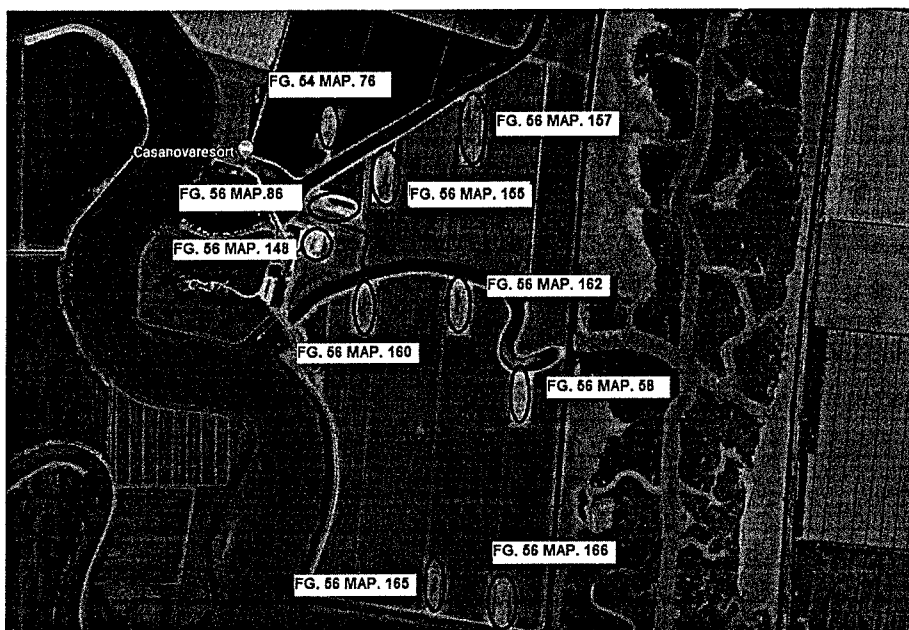 FG. 54 MAP. 76
FG. 56 MAP. 157
Casanovaresort
FG. 56 MAP.86
FG. 56 MAP. 155
FG. 56 MAP. 148
FG. 56 MAP. 162
FG. 56 MAP. 160
FG. 56 MAP. 58
FG. 56 MAP. 166
FG. 56 MAP. 165